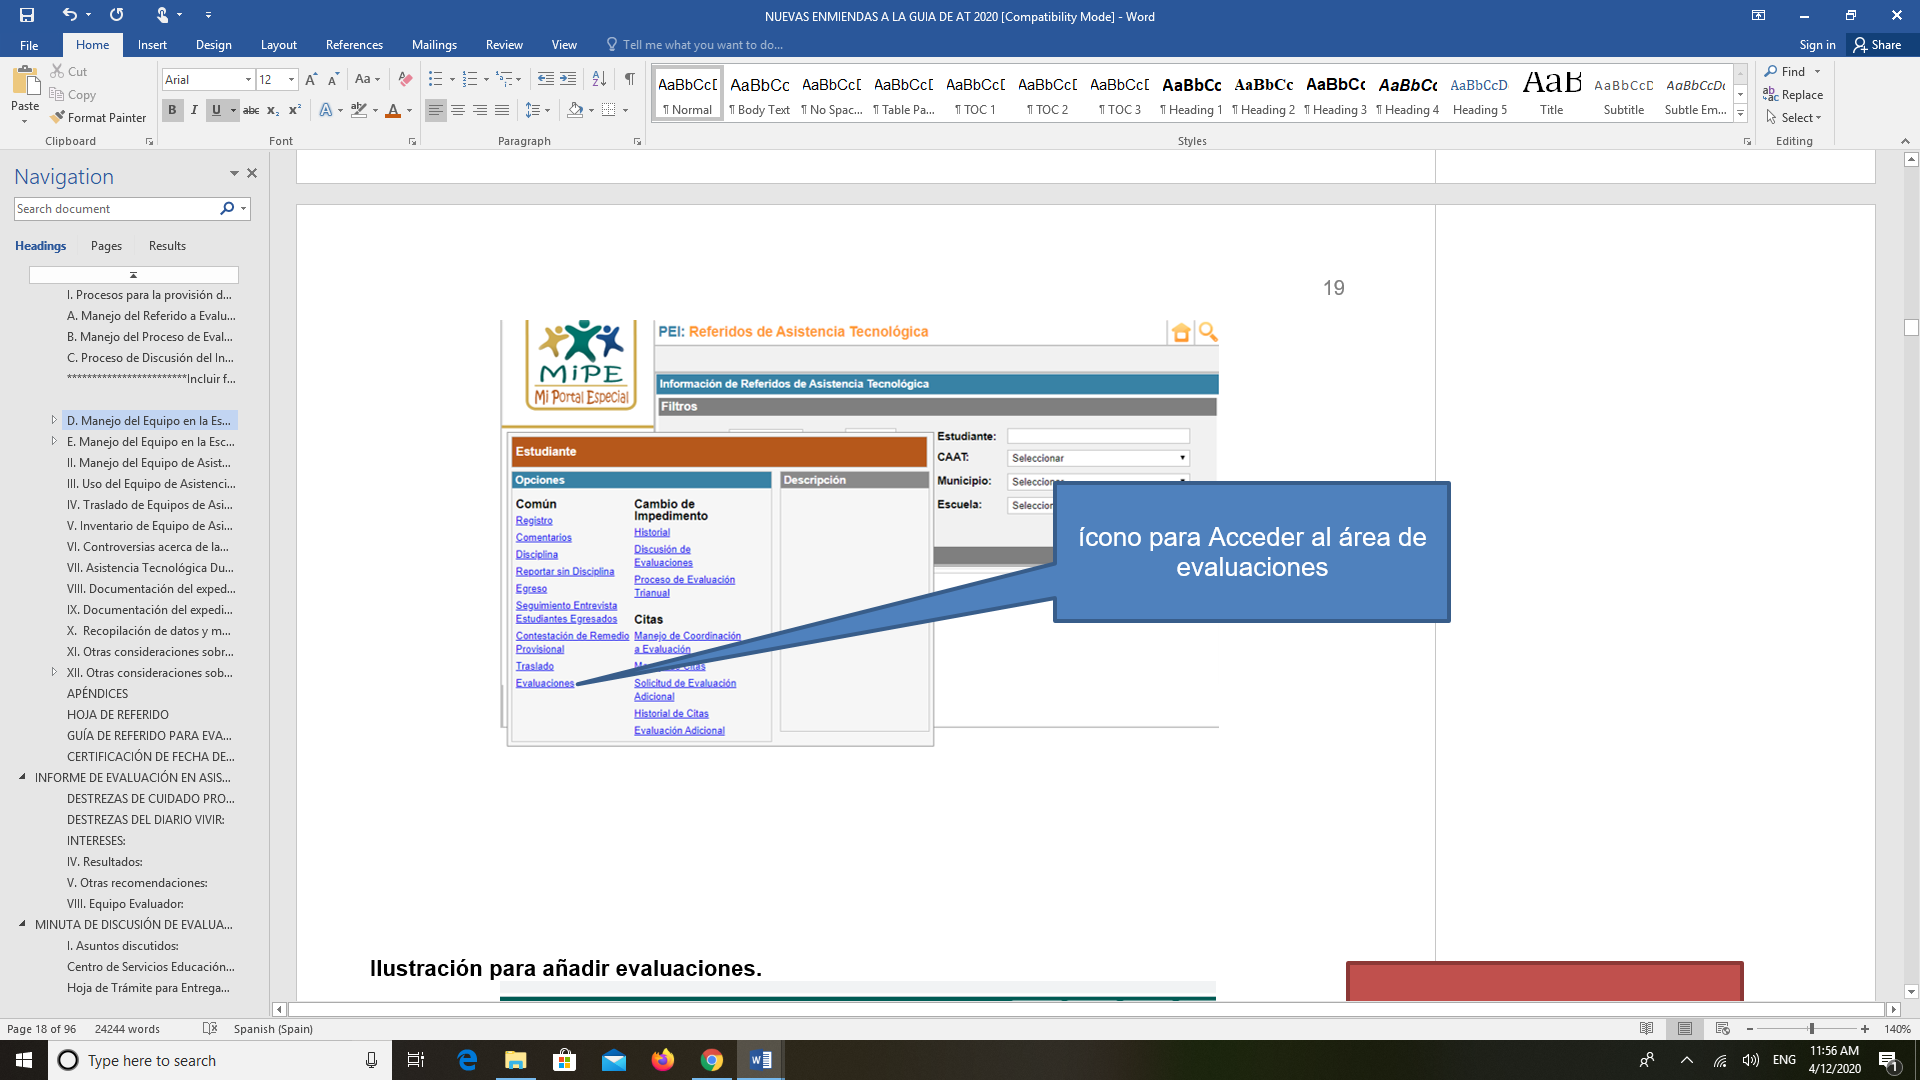 NUEVAS ENMIENDAS A LA GUIA DE AT 2020 [Compatibility Mode] - Word
File Home Insert Design Layout References Mailings Review View Tell me what you want to do... Sign in Share
Paste
Cut
Copy
Format Painter
Clipboard
Arial 12 Aa
B I U abc x₂ x² A A
Font
Paragraph
AaBbCcI AaBbCc AaBbCcI AaBbCcI AaBbCcI AaBbCcI AaBbCcI AaBbCc AaBbCc AaBbCc AaBbCc AaBbCcD AaB AaBbCcD AaBbCcDc
¶ Normal ¶ Body Text ¶ No Spac... ¶ Table Pa... ¶ TOC 1 ¶ TOC 2 ¶ TOC 3 ¶ Heading 1 ¶ Heading 2 ¶ Heading 3 ¶ Heading 4 Heading 5 Title Subtitle Subtle Em...
Styles
Find
Replace
Select
Editing
Navigation
Search document
Headings Pages Results
I. Procesos para la provisión d...
A. Manejo del Referido a Evalu...
B. Manejo del Proceso de Eval...
C. Proceso de Discusión del In...
************************Incluir f...
D. Manejo del Equipo en la Es...
E. Manejo del Equipo en la Esc...
II. Manejo del Equipo de Asist...
III. Uso del Equipo de Asistenci...
IV. Traslado de Equipos de Asi...
V. Inventario de Equipo de Asi...
VI. Controversias acerca de la...
VII. Asistencia Tecnológica Du...
VIII. Documentación del exped...
IX. Documentación del expedi...
X. Recopilación de datos y m...
XI. Otras consideraciones sobr...
XII. Otras consideraciones sob...
APÉNDICES
HOJA DE REFERIDO
GUÍA DE REFERIDO PARA EVA...
CERTIFICACIÓN DE FECHA DE...
INFORME DE EVALUACIÓN EN ASIS...
DESTREZAS DE CUIDADO PRO...
DESTREZAS DEL DIARIO VIVIR:
INTERESES:
IV. Resultados:
V. Otras recomendaciones:
VIII. Equipo Evaluador:
MINUTA DE DISCUSIÓN DE EVALUA...
I. Asuntos discutidos:
Centro de Servicios Educación...
Hoja de Trámite para Entrega...
19
MiPE
Mi Portal Especial
PEI: Referidos de Asistencia Tecnológica
Información de Referidos de Asistencia Tecnológica
Filtros
Estudiante:
CAAT: Seleccionar
Municipio: Seleccionar
Escuela: Seleccion
Estudiante
Opciones
Descripción
Común
Registro
Comentarios
Disciplina
Reportar sin Disciplina
Egreso
Seguimiento Entrevista
Estudiantes Egresados
Contestación de Remedio
Provisional
Traslado
Evaluaciones
Cambio de
Impedimento
Historial
Discusión de
Evaluaciones
Proceso de Evaluación
Trianual
Citas
Manejo de Coordinación
a Evaluación
Citas
Solicitud de Evaluación
Adicional
Historial de Citas
Evaluación Adicional
ícono para Acceder al área de
evaluaciones
Ilustración para añadir evaluaciones.
Page 18 of 96 24244 words Spanish (Spain) 140%
Type here to search
ENG
11:56 AM
4/12/2020
1